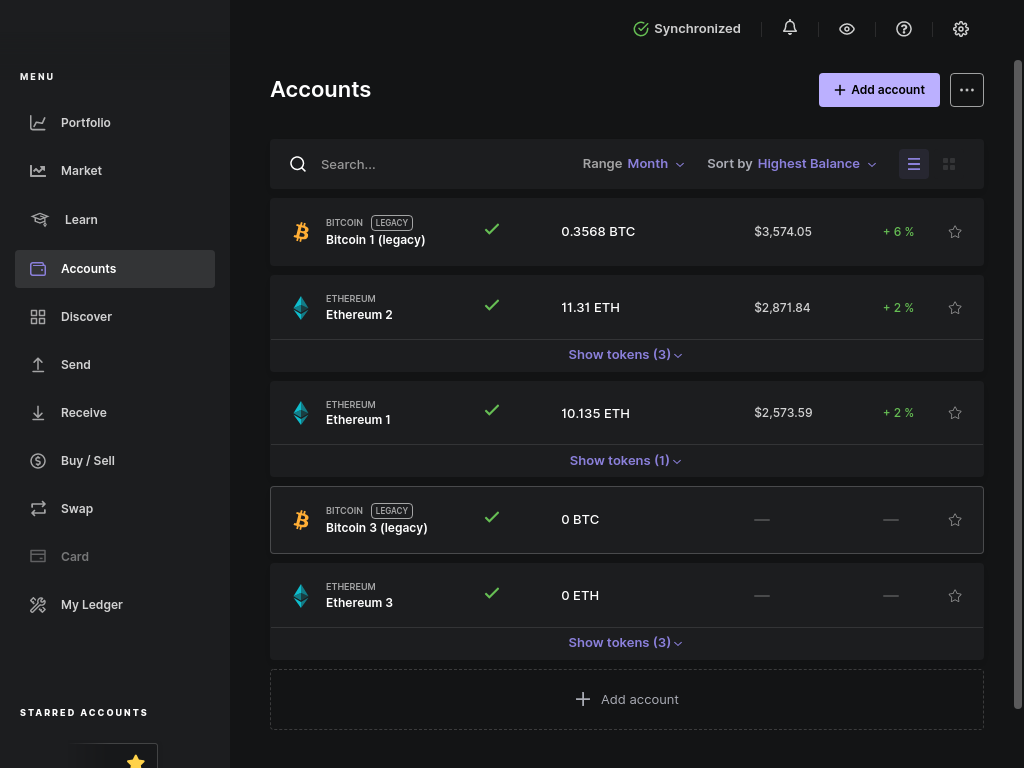 Synchronized
MENU
Portfolio
Market
Learn
Accounts
Discover
Send
Receive
Buy / Sell
Swap
Card
My Ledger
STARRED ACCOUNTS
Accounts
Add account
Search...
Range Month
Sort by Highest Balance
BITCOIN LEGACY
Bitcoin 1 (legacy)
0.3568 BTC
$3,574.05
+ 6 %
ETHEREUM
Ethereum 2
11.31 ETH
$2,871.84
+ 2 %
Show tokens (3)
ETHEREUM
Ethereum 1
10.135 ETH
$2,573.59
+ 2 %
Show tokens (1)
BITCOIN LEGACY
Bitcoin 3 (legacy)
0 BTC
—
—
ETHEREUM
Ethereum 3
0 ETH
—
—
Show tokens (3)
Add account